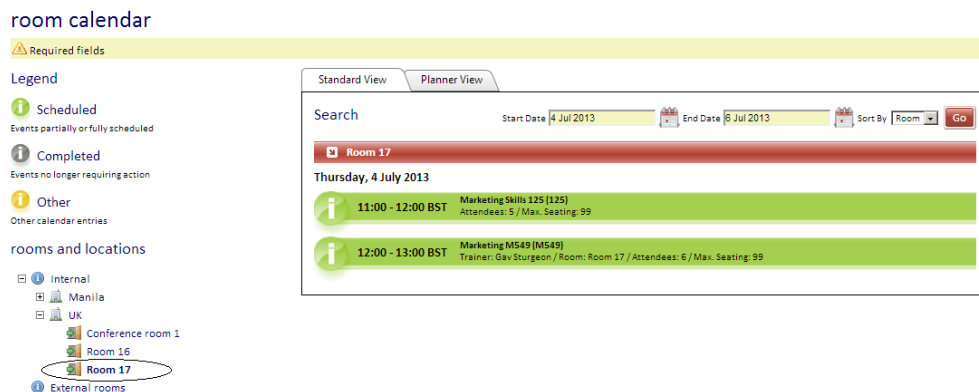 room calendar
Required fields
Legend
Scheduled
Events partially or fully scheduled
Completed
Events no longer requiring action
Other
Other calendar entries
rooms and locations
Internal
Manila
UK
Conference room 1
Room 16
Room 17
External rooms
Standard View Planner View
Search Start Date 4 Jul 2013 End Date 6 Jul 2013 Sort By Room Go
Room 17
Thursday, 4 July 2013
11:00 - 12:00 BST Marketing Skills 125 (125)
Attendees: 5 / Max. Seating: 99
12:00 - 13:00 BST Marketing M549 (M549)
Trainer: Gav Sturgeon / Room: Room 17 / Attendees: 6 / Max. Seating: 99